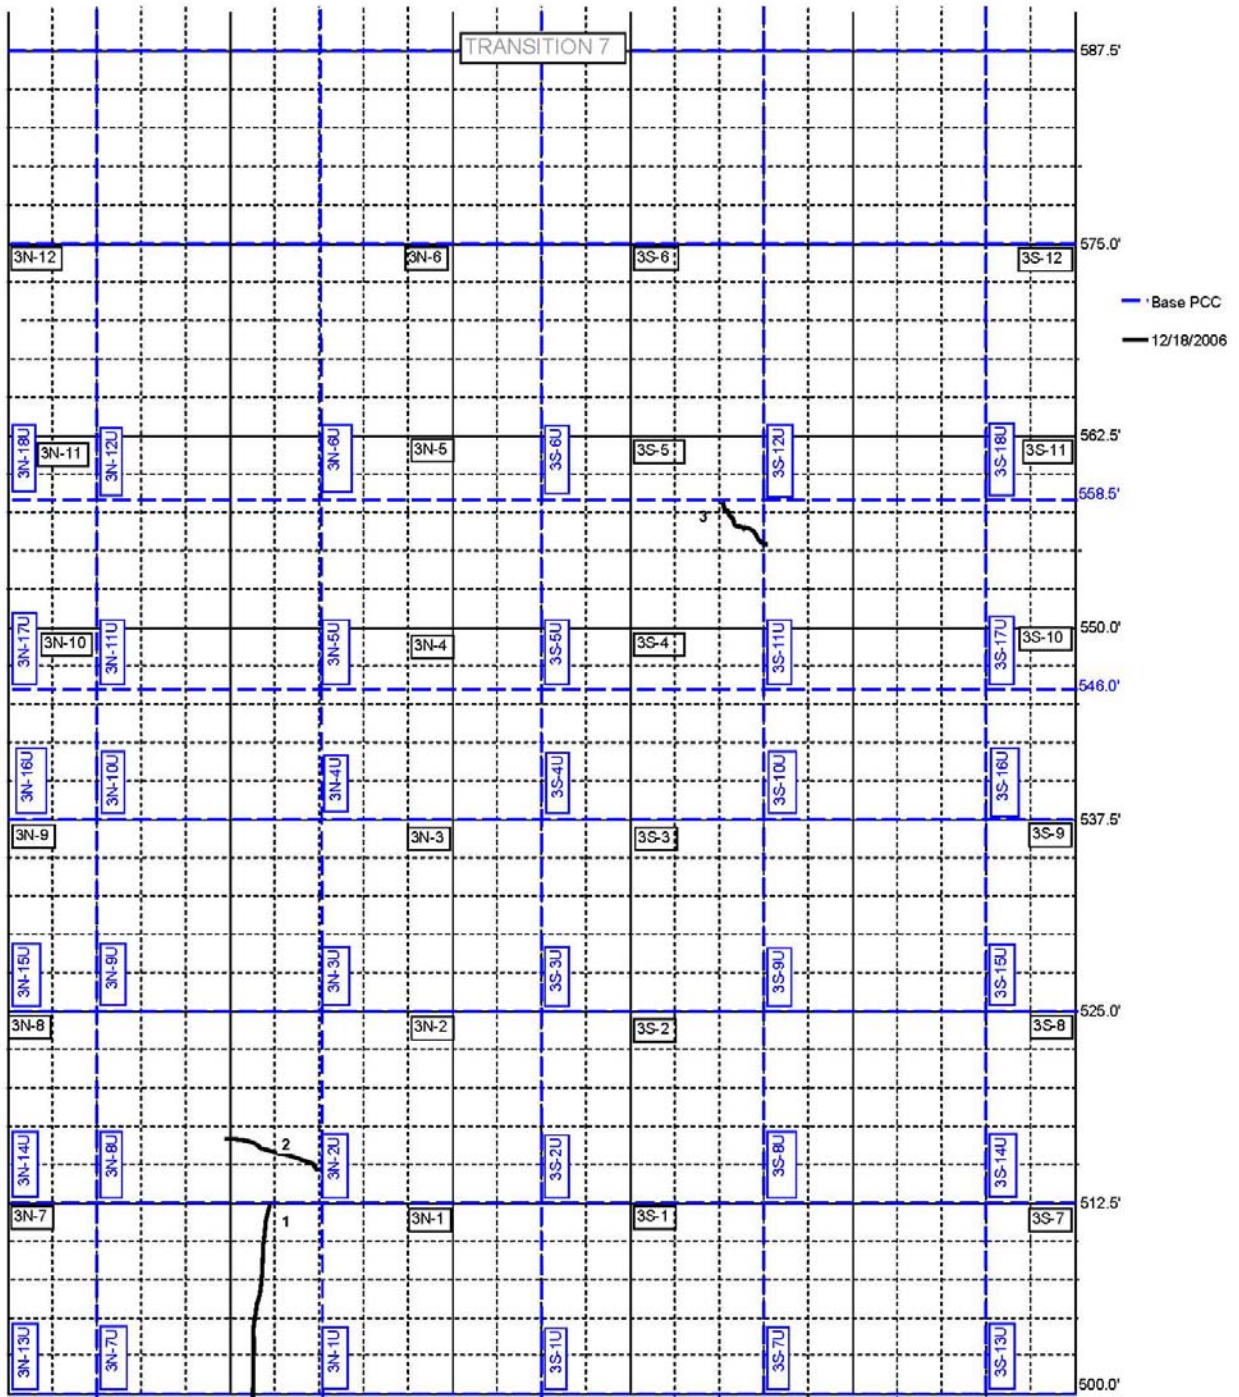 TRANSITION 7
587.5'
575.0'
3N-12
3N-6
3S-6
3S-12
Base PCC
12/18/2006
562.5'
3N-18U
3N-11
3N-12U
3N-6U
3N-5
3S-6U
3S-5
3S-12U
3S-18U
3S-11
558.5'
3
550.0'
3N-17U
3N-10
3N-11U
3N-5U
3N-4
3S-5U
3S-4
3S-11U
3S-17U
3S-10
546.0'
3N-16U
3N-10U
3N-4U
3S-4U
3S-10U
3S-16U
537.5'
3N-9
3N-3
3S-3
3S-9
3N-15U
3N-9U
3N-3U
3S-3U
3S-9U
3S-15U
525.0'
3N-8
3N-2
3S-2
3S-8
2
3N-14U
3N-8U
3N-2U
3S-2U
3S-8U
3S-14U
512.5'
3N-7
1
3N-1
3S-1
3S-7
3N-13U
3N-7U
3N-1U
3S-1U
3S-7U
3S-13U
500.0'